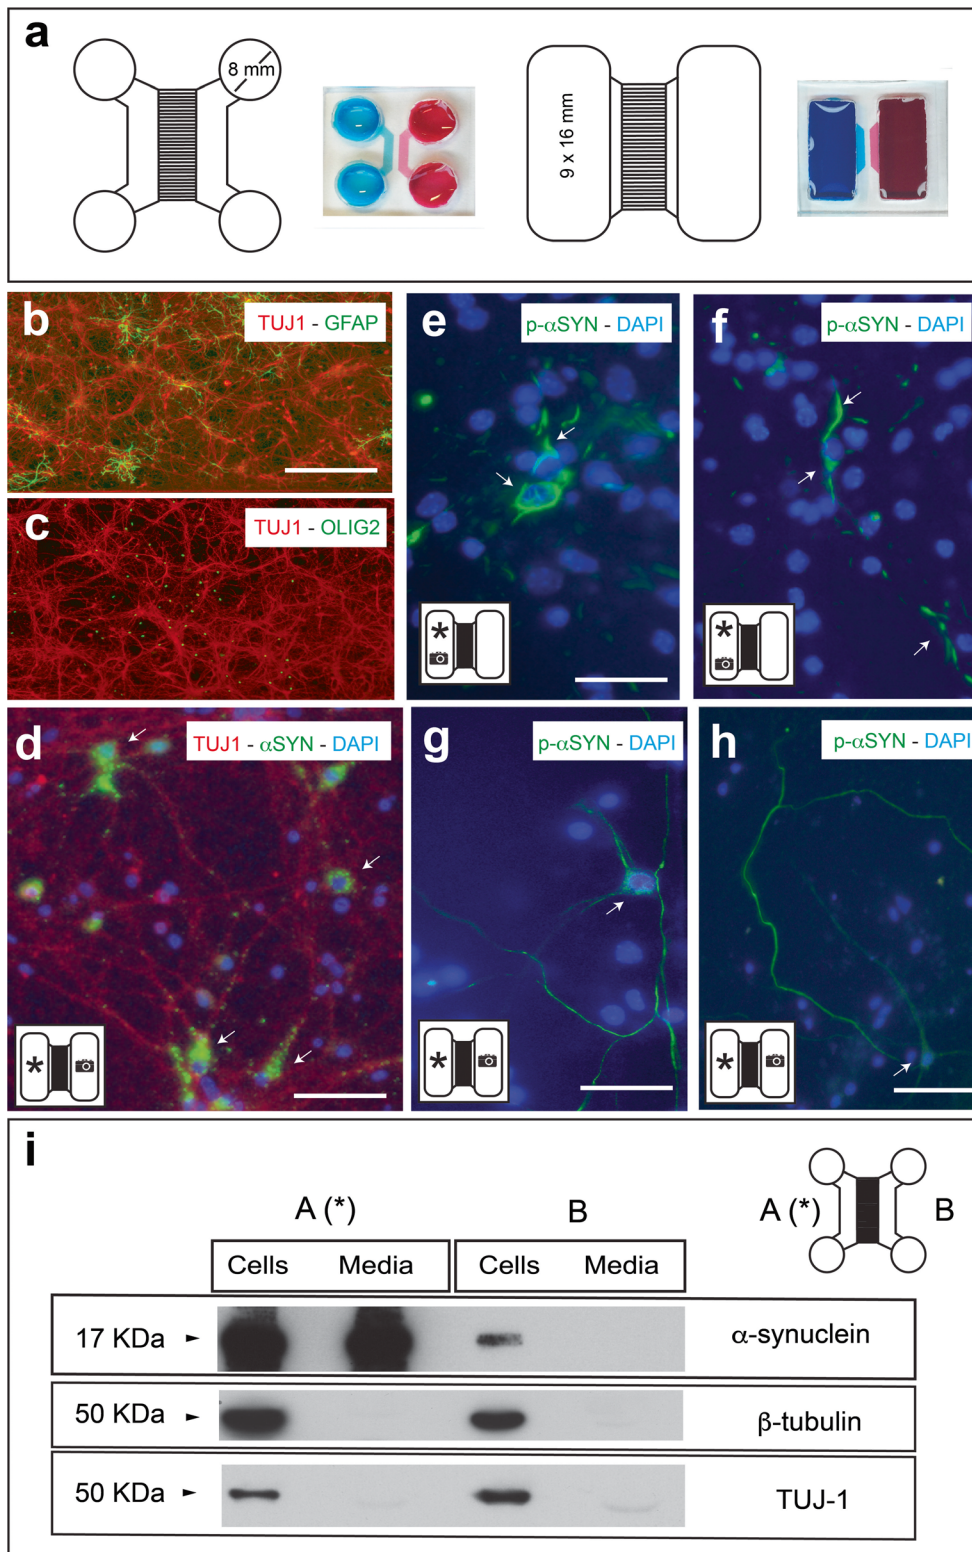 a
8 mm
9 x 16 mm
b
TUJ1 - GFAP
c
TUJ1 - OLIG2
d
TUJ1 - αSYN - DAPI
*
e
p-αSYN - DAPI
*
f
p-αSYN - DAPI
*
g
p-αSYN - DAPI
*
h
p-αSYN - DAPI
*
i
A (*)
B
A (*)
B
Cells
Media
Cells
Media
17 KDa
α-synuclein
50 KDa
β-tubulin
50 KDa
TUJ-1